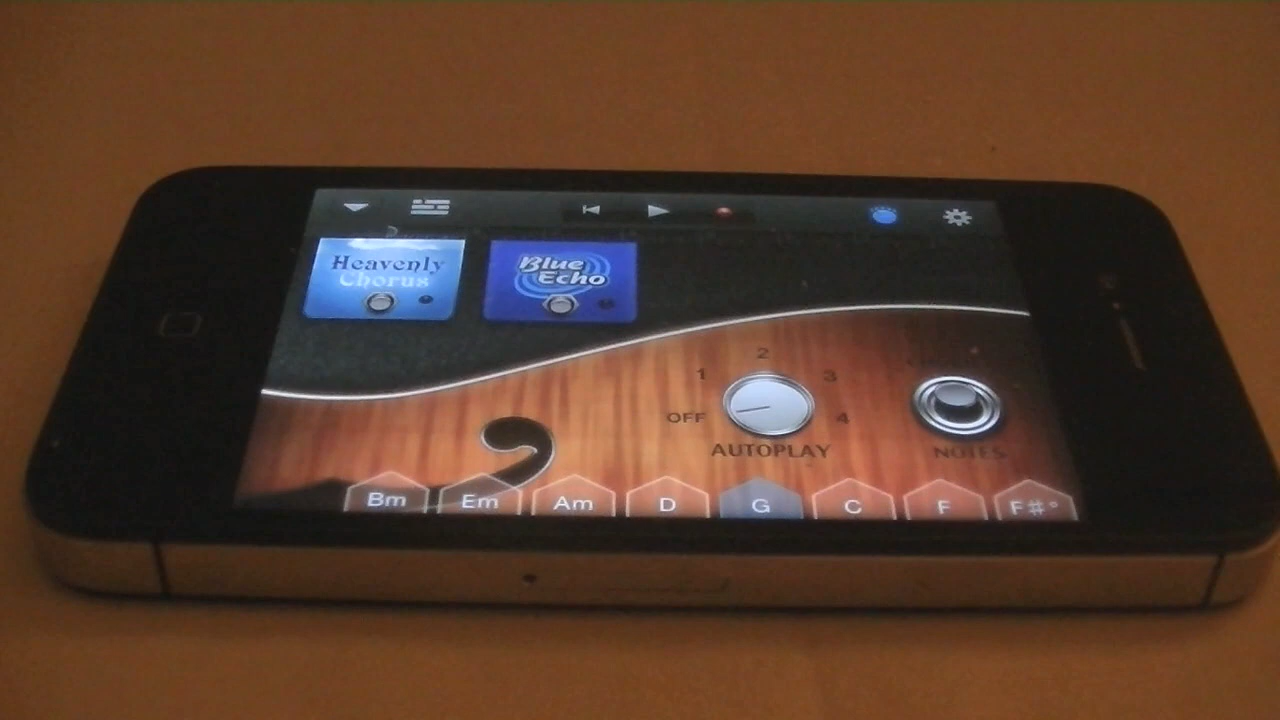 Heavenly
Chorus
Blue
Echo
2
1
3
OFF
4
AUTOPLAY
NOTES
Bm Em Am D G C F F#°